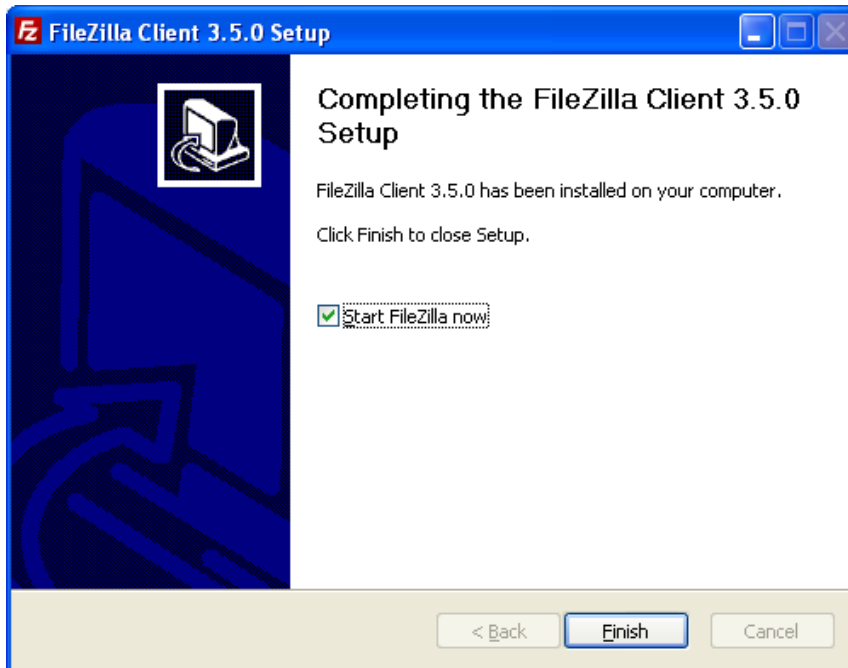 FileZilla Client 3.5.0 Setup
Completing the FileZilla Client 3.5.0
Setup
FileZilla Client 3.5.0 has been installed on your computer.
Click Finish to close Setup.
Start FileZilla now
< Back Finish Cancel